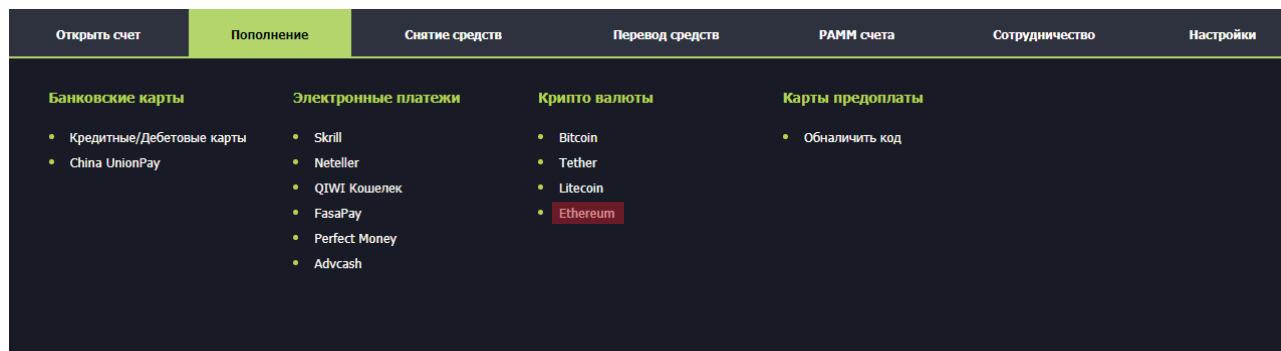 Открыть счет
Пополнение
Снятие средств
Перевод средств
PAMM счета
Сотрудничество
Настройки
Банковские карты
Кредитные/Дебетовые карты
China UnionPay
Электронные платежи
Skrill
Neteller
QIWI Кошелек
FasaPay
Perfect Money
Advcash
Крипто валюты
Bitcoin
Tether
Litecoin
Ethereum
Карты предоплаты
Обналичить код